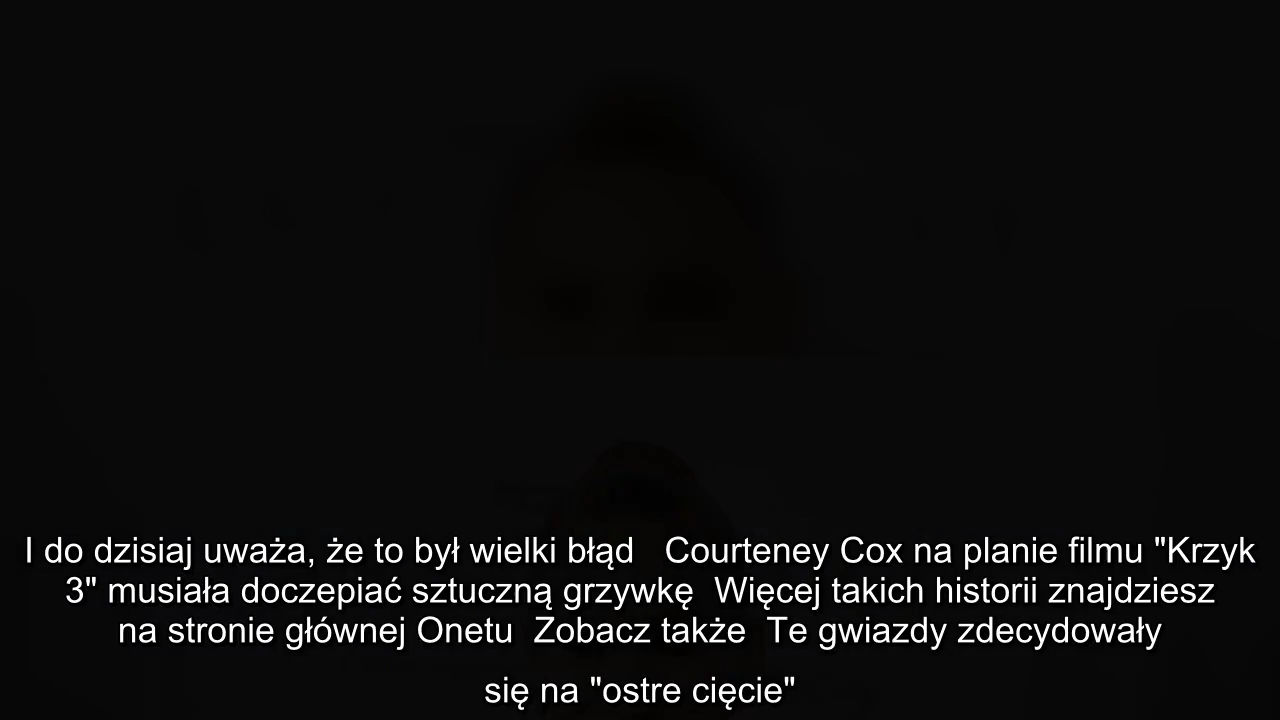 I do dzisiaj uważa, że to był wielki błąd   Courteney Cox na planie filmu "Krzyk
3" musiała doczepiać sztuczną grzywkę  Więcej takich historii znajdziesz
na stronie głównej Onetu  Zobacz także  Te gwiazdy zdecydowały
się na "ostre cięcie"